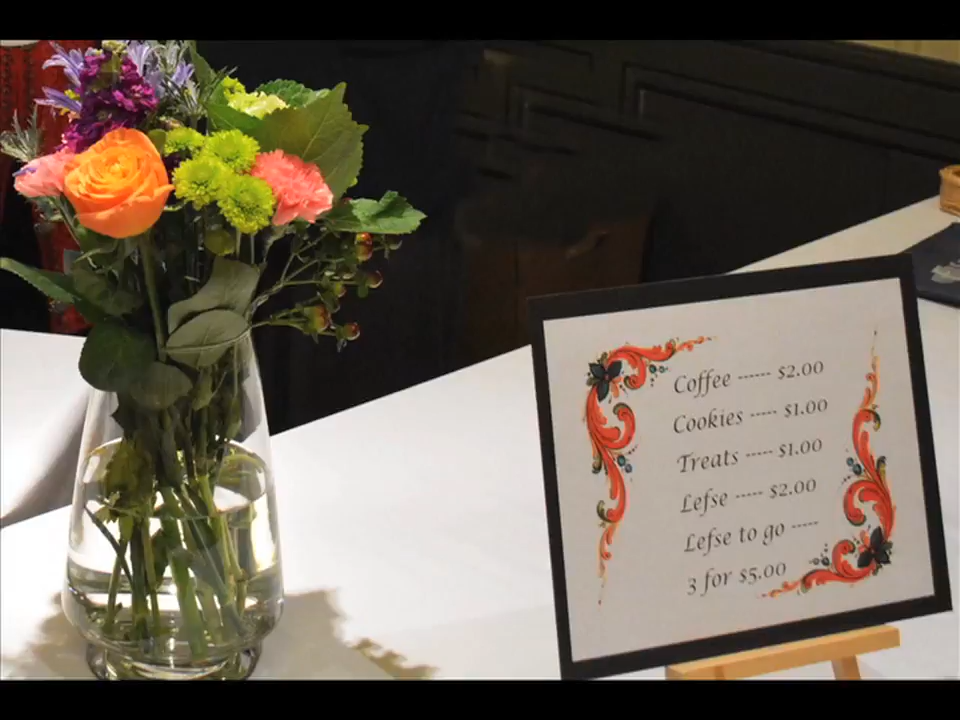 Coffee ------ $2.00
Cookies ----- $1.00
Treats ----- $1.00
Lefse ----- $2.00
Lefse to go -----
3 for $5.00